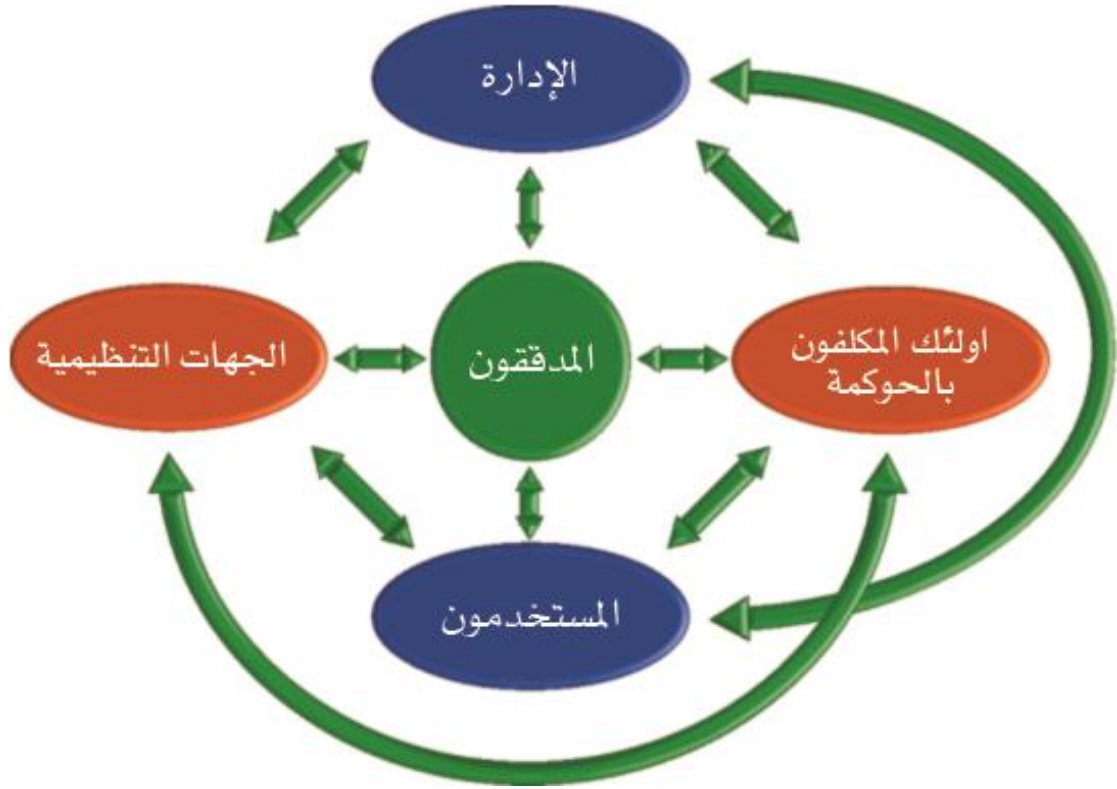 الإدارة
اولئك المكلفون
بالحوكمة
المدققون
الجهات التنظيمية
المستخدمون